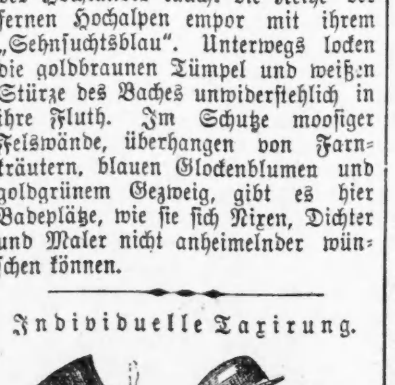 fernen Hochalpen empor mit ihrem
„Sehnsuchtsblau“. Unterwegs locken
die goldbraunen Tümpel und weißen
Stürze des Baches unwiderstehlich in
ihre Fluth. Im Schutze moosiger
Felswände, überhangen von Farn-
kräutern, blauen Glockenblumen und
goldgrünem Gezweig, gibt es hier
Badeplätze, wie sie sich Nixen, Dichter
und Maler nicht anheimelnder wün-
schen können.
Individuelle Taxirung.